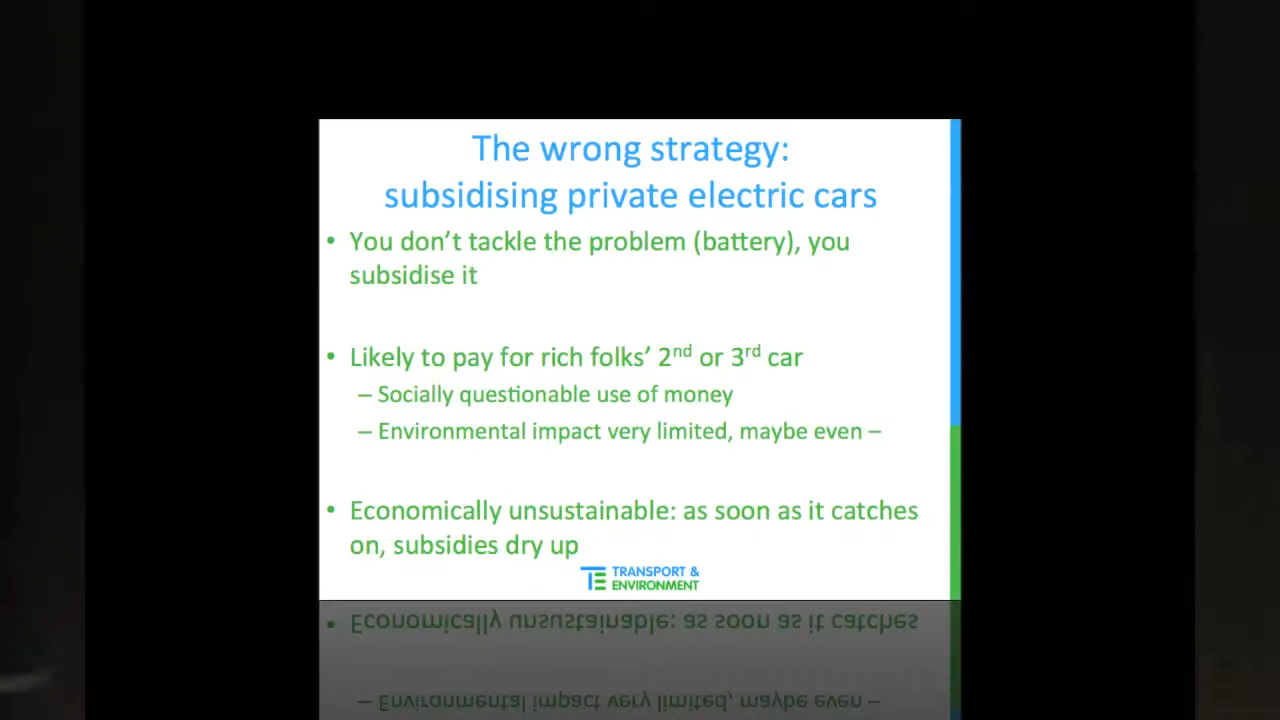 The wrong strategy:
subsidising private electric cars
• You don't tackle the problem (battery), you
subsidise it
• Likely to pay for rich folks' 2nd or 3rd car
– Socially questionable use of money
– Environmental impact very limited, maybe even –
• Economically unsustainable: as soon as it catches
on, subsidies dry up
TE TRANSPORT &
ENVIRONMENT
• Economically unsustainable: as soon as it catches
– Environmental impact very limited, maybe even –